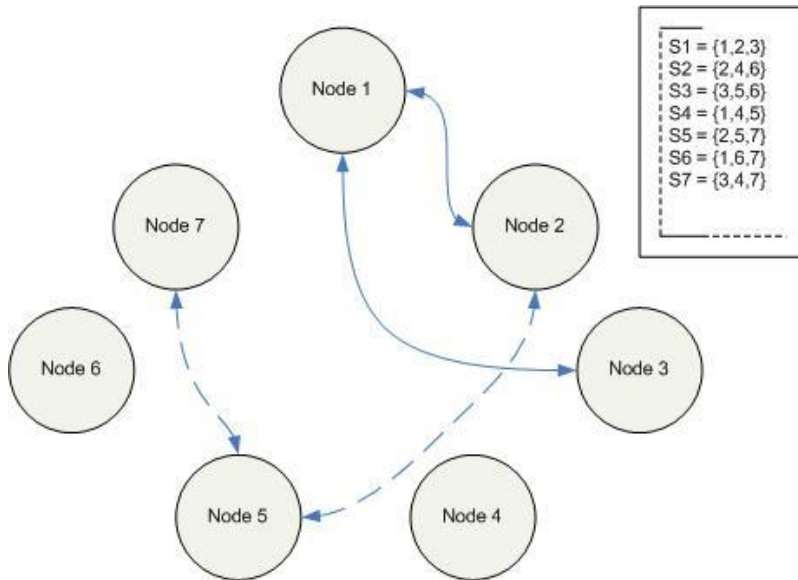 Node 1
S1 = {1,2,3}
S2 = {2,4,6}
S3 = {3,5,6}
S4 = {1,4,5}
S5 = {2,5,7}
S6 = {1,6,7}
S7 = {3,4,7}
Node 7
Node 2
Node 6
Node 3
Node 5
Node 4